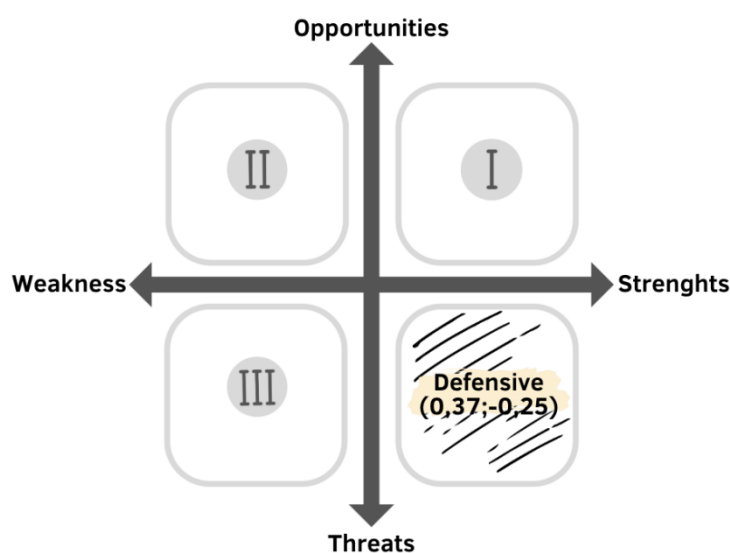 Opportunities
II
I
Weakness
Strenghts
III
Defensive
(0,37;-0,25)
Threats